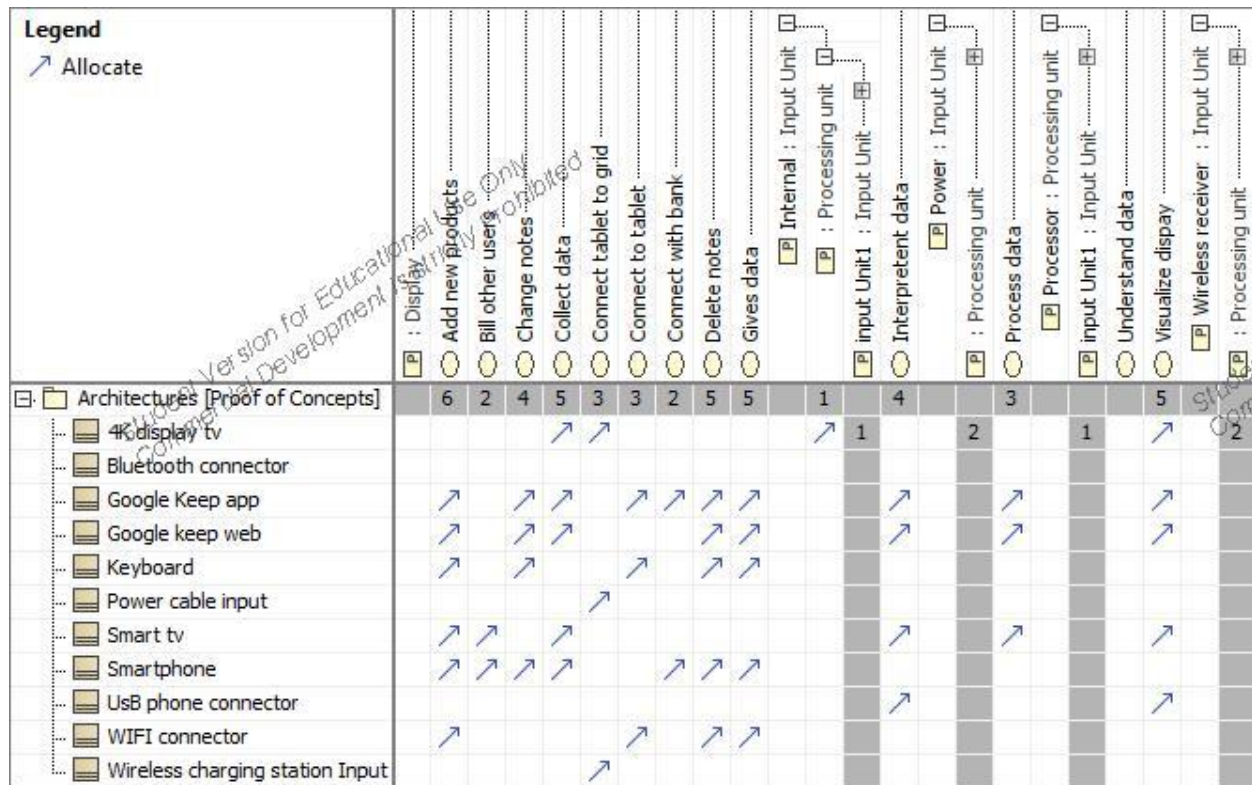 Legend
Allocate
P : Display
Add new products
Bill other users
Change notes
Collect data
Connect tablet to grid
Connect to tablet
Connect with bank
Delete notes
Gives data
P Internal : Input Unit
P : Processing unit
P input Unit1 : Input Unit
Interpretent data
P Power : Input Unit
P : Processing unit
Process data
P Processor : Processing unit
P input Unit1 : Input Unit
Understand data
Visualize dispay
P Wireless receiver : Input Unit
P : Processing unit
Student Version for Educational Use Only
Commercial Development is strictly Prohibited
Architectures [Proof of Concepts] 6 2 4 5 3 3 2 5 5 1 4 3 5
4K display tv 1 2 1 2
Bluetooth connector
Google Keep app
Google keep web
Keyboard
Power cable input
Smart tv
Smartphone
UsB phone connector
WIFI connector
Wireless charging station Input